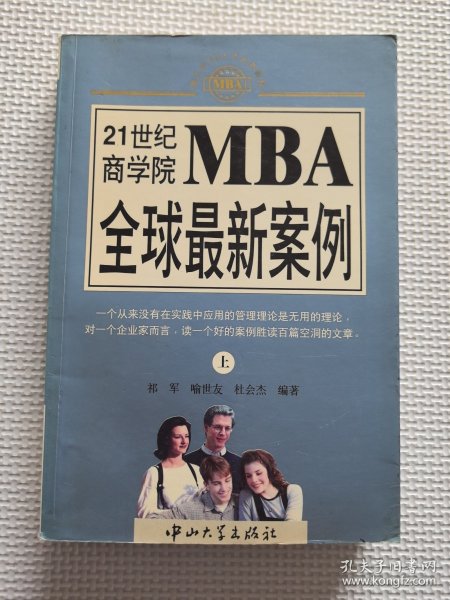 MBA
21世纪
商学院
MBA
全球最新案例
一个从来没有在实践中应用的管理理论是无用的理论，
对一个企业家而言，读一个好的案例胜读百篇空洞的文章。
上
祁 军 喻世友 杜会杰 编著
中山大学出版社
孔夫子旧书网
www.kongfz.com